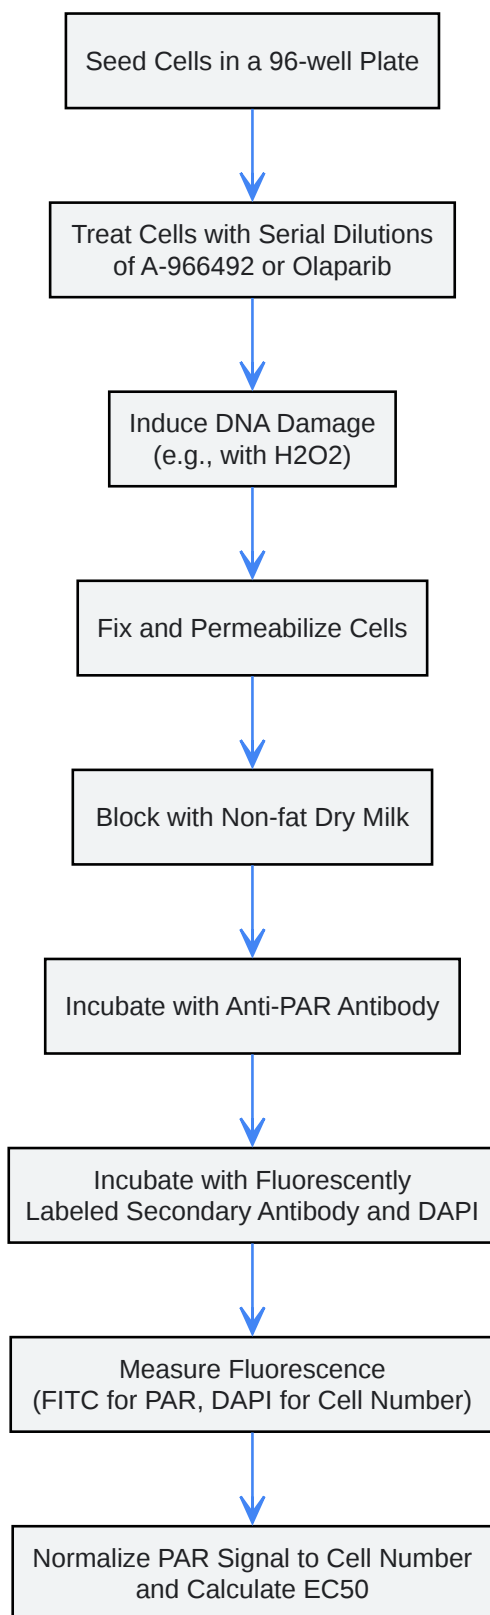 Seed Cells in a 96-well Plate
Treat Cells with Serial Dilutions
of A-966492 or Olaparib
Induce DNA Damage
(e.g., with H2O2)
Fix and Permeabilize Cells
Block with Non-fat Dry Milk
Incubate with Anti-PAR Antibody
Incubate with Fluorescently
Labeled Secondary Antibody and DAPI
Measure Fluorescence
(FITC for PAR, DAPI for Cell Number)
Normalize PAR Signal to Cell Number
and Calculate EC50